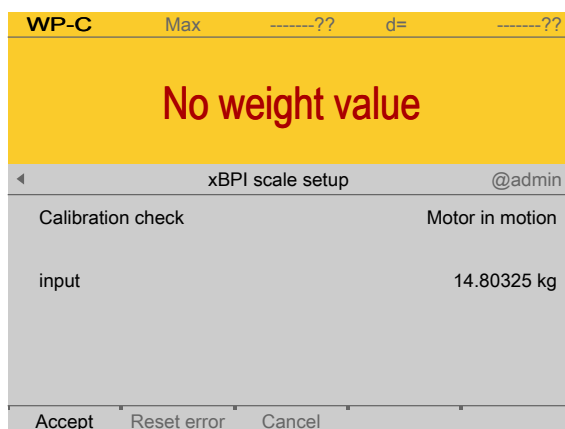 WP-C Max -------?? d= -------??
No weight value
xBPI scale setup @admin
Calibration check Motor in motion
input 14.80325 kg
Accept Reset error Cancel